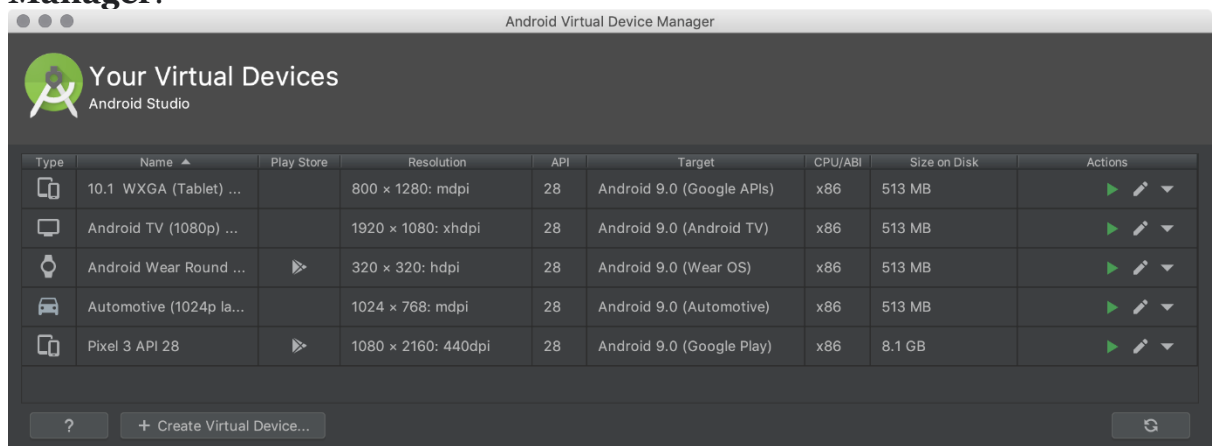 Manager.
Android Virtual Device Manager
Your Virtual Devices
Android Studio
Type Name Play Store Resolution API Target CPU/ABI Size on Disk Actions
10.1 WXGA (Tablet) ... 800 × 1280: mdpi 28 Android 9.0 (Google APIs) x86 513 MB
Android TV (1080p) ... 1920 × 1080: xhdpi 28 Android 9.0 (Android TV) x86 513 MB
Android Wear Round ... 320 × 320: hdpi 28 Android 9.0 (Wear OS) x86 513 MB
Automotive (1024p la... 1024 × 768: mdpi 28 Android 9.0 (Automotive) x86 513 MB
Pixel 3 API 28 1080 × 2160: 440dpi 28 Android 9.0 (Google Play) x86 8.1 GB
? + Create Virtual Device...